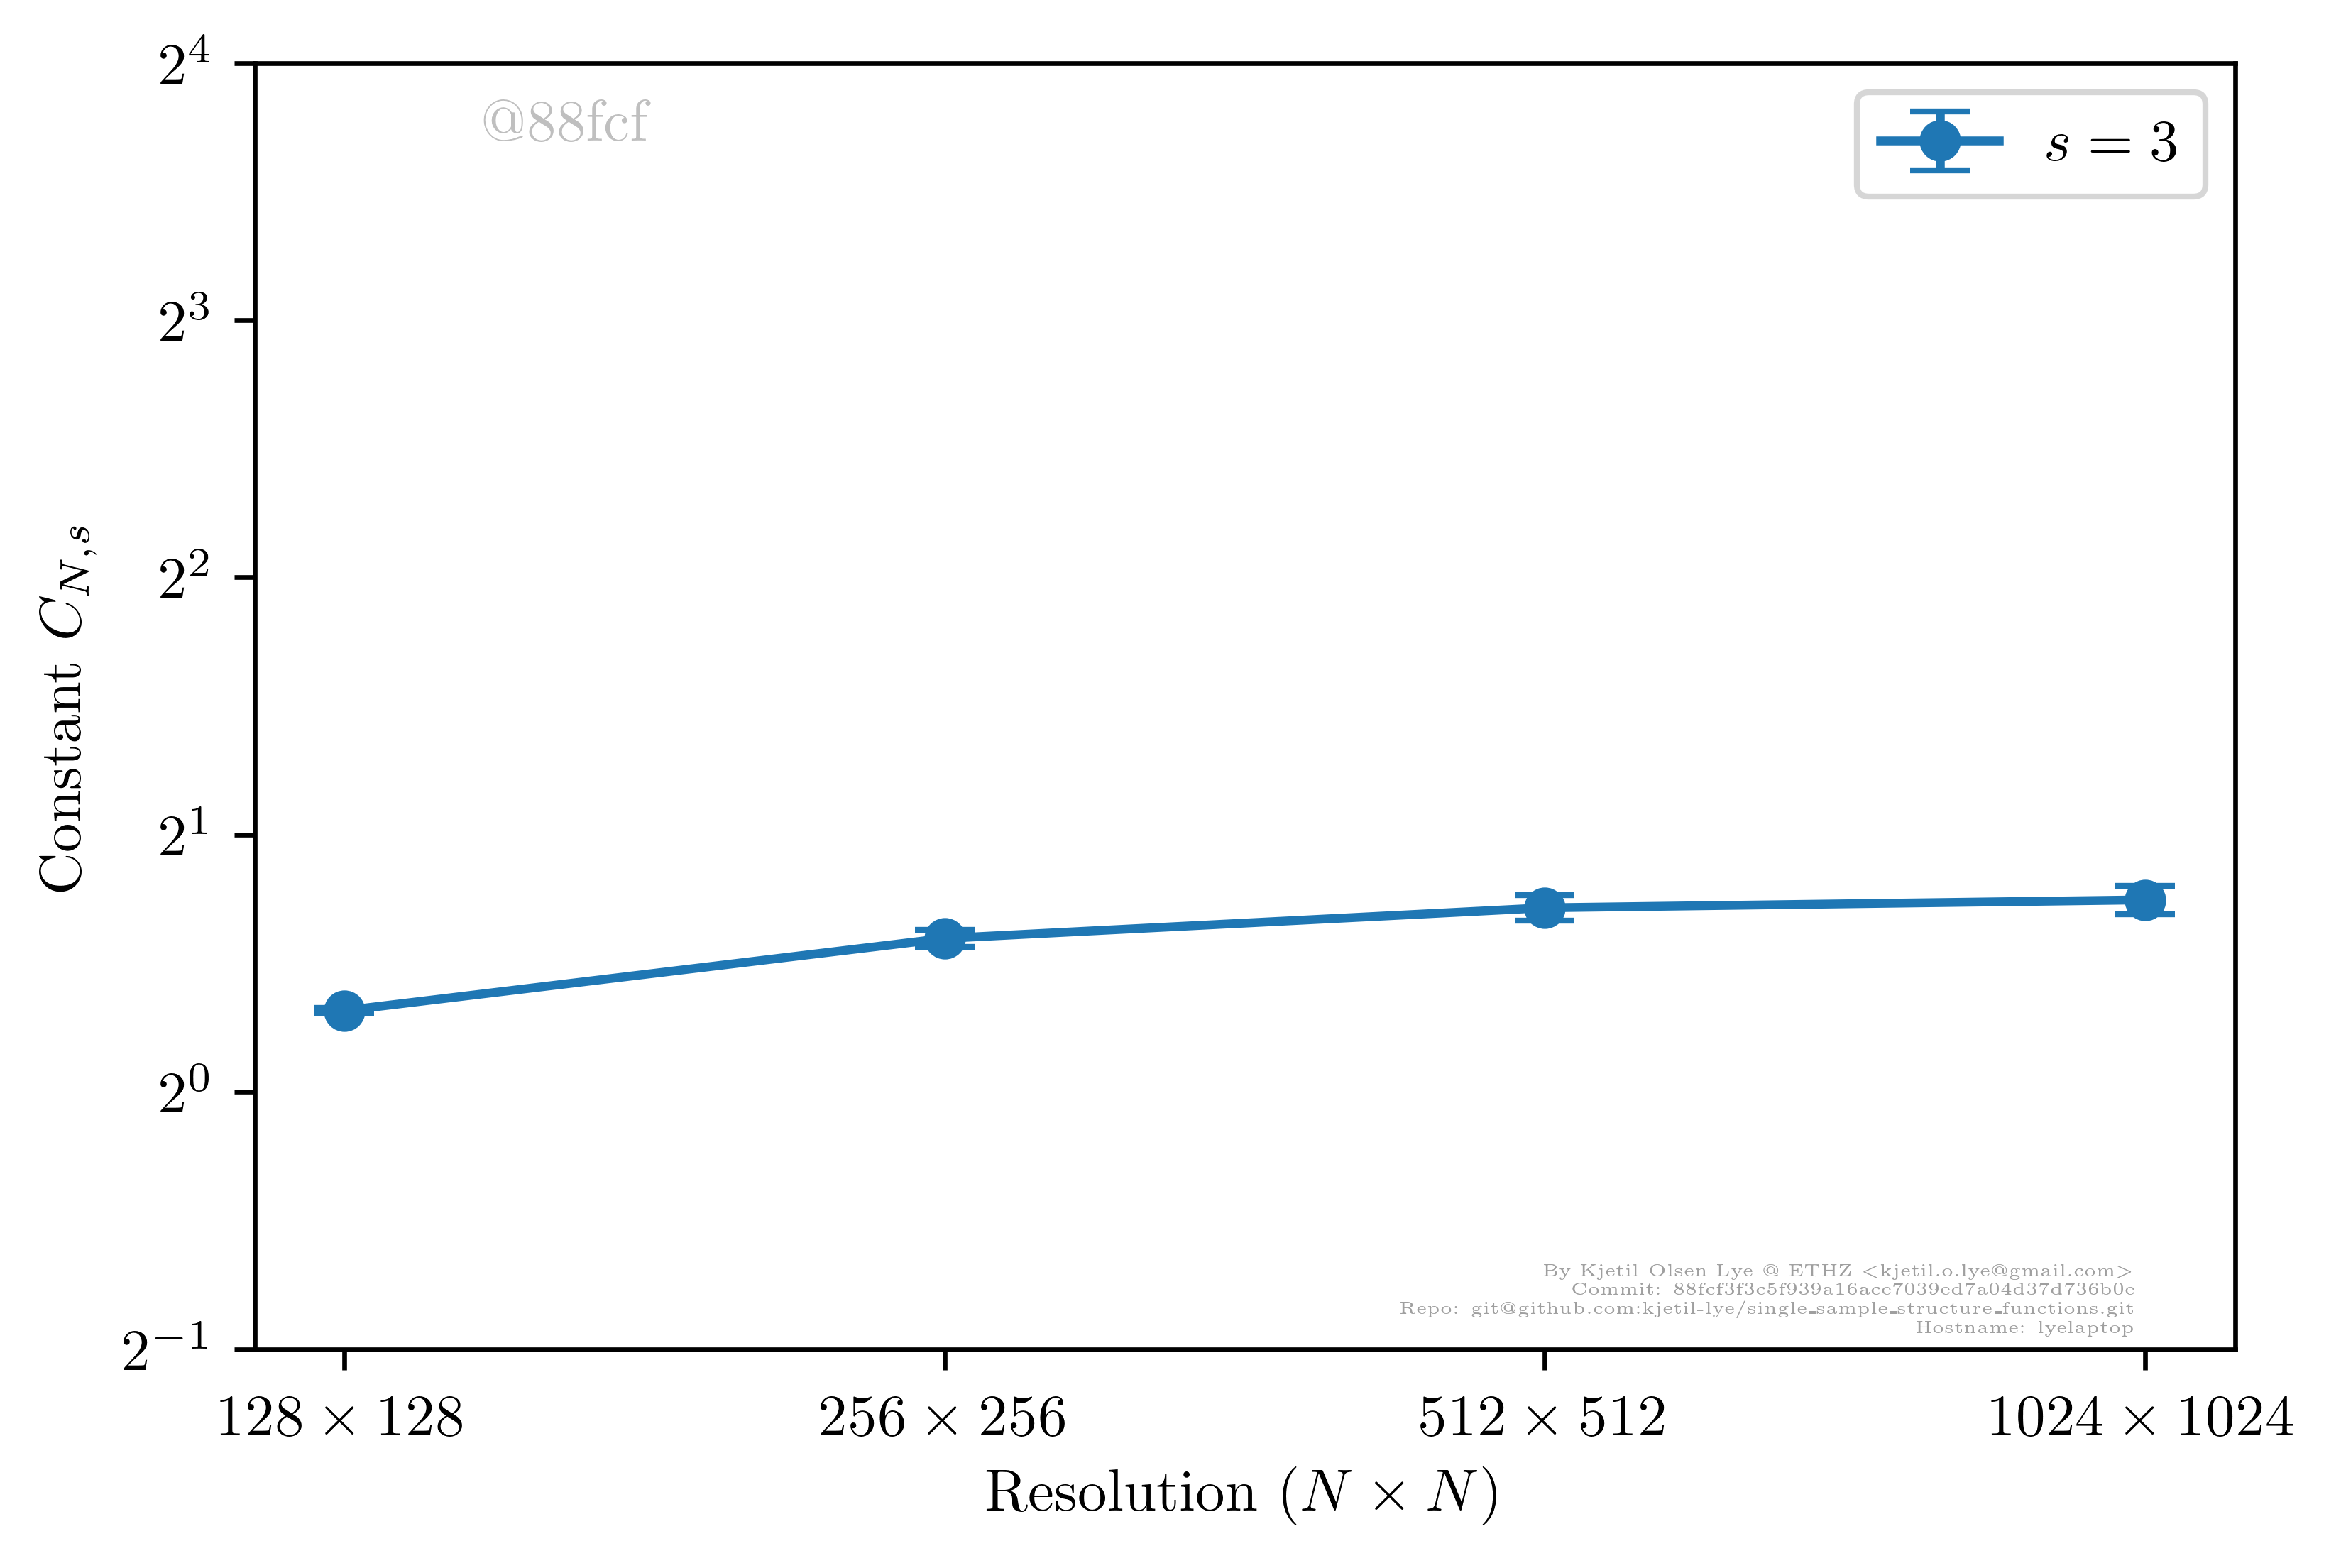 @88fcf
s = 3
2^4
2^3
2^2
2^1
2^0
2^−1
Constant C_{N,s}
By Kjetil Olsen Lye @ ETHZ <kjetil.o.lye@gmail.com>
Commit: 88fcf3f3c5f939a16ace7039ed7a04d37d736b0e
Repo: git@github.com:kjetil-lye/single_sample_structure_functions.git
Hostname: lyelaptop
128 × 128
256 × 256
512 × 512
1024 × 1024
Resolution (N × N)